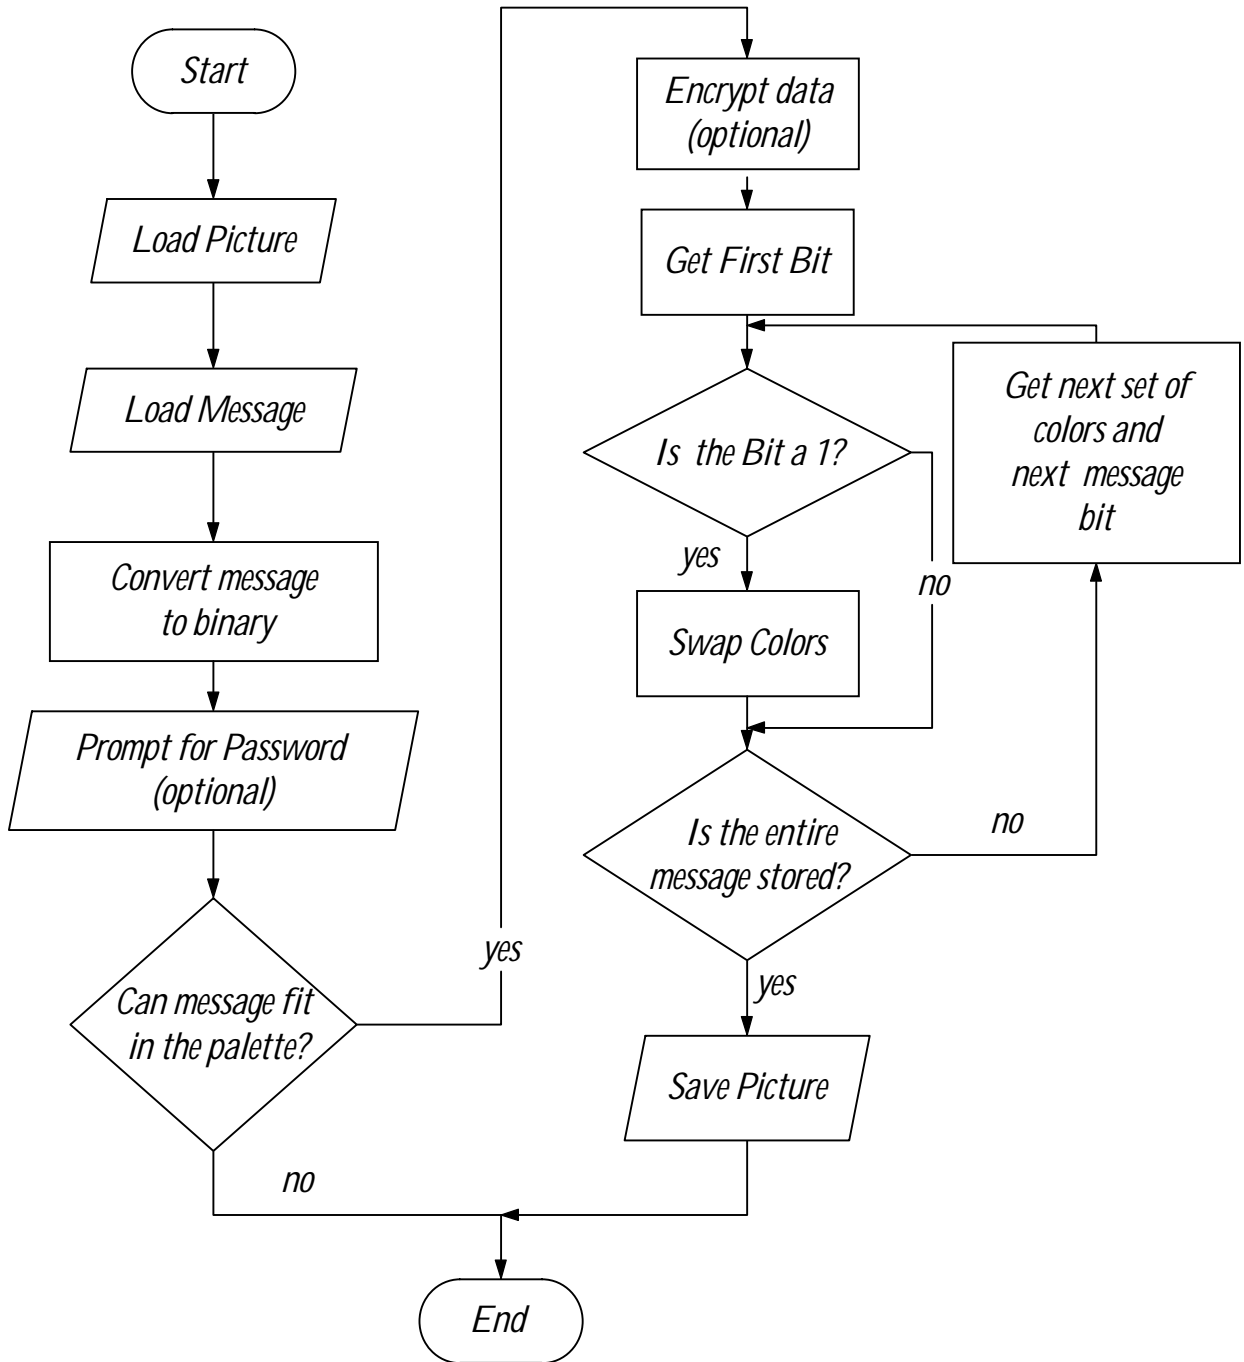 Start
Load Picture
Load Message
Convert message
to binary
Prompt for Password
(optional)
Can message fit
in the palette?
yes
no
Encrypt data
(optional)
Get First Bit
Is the Bit a 1?
yes
no
Swap Colors
Get next set of
colors and
next message
bit
Is the entire
message stored?
no
yes
Save Picture
End